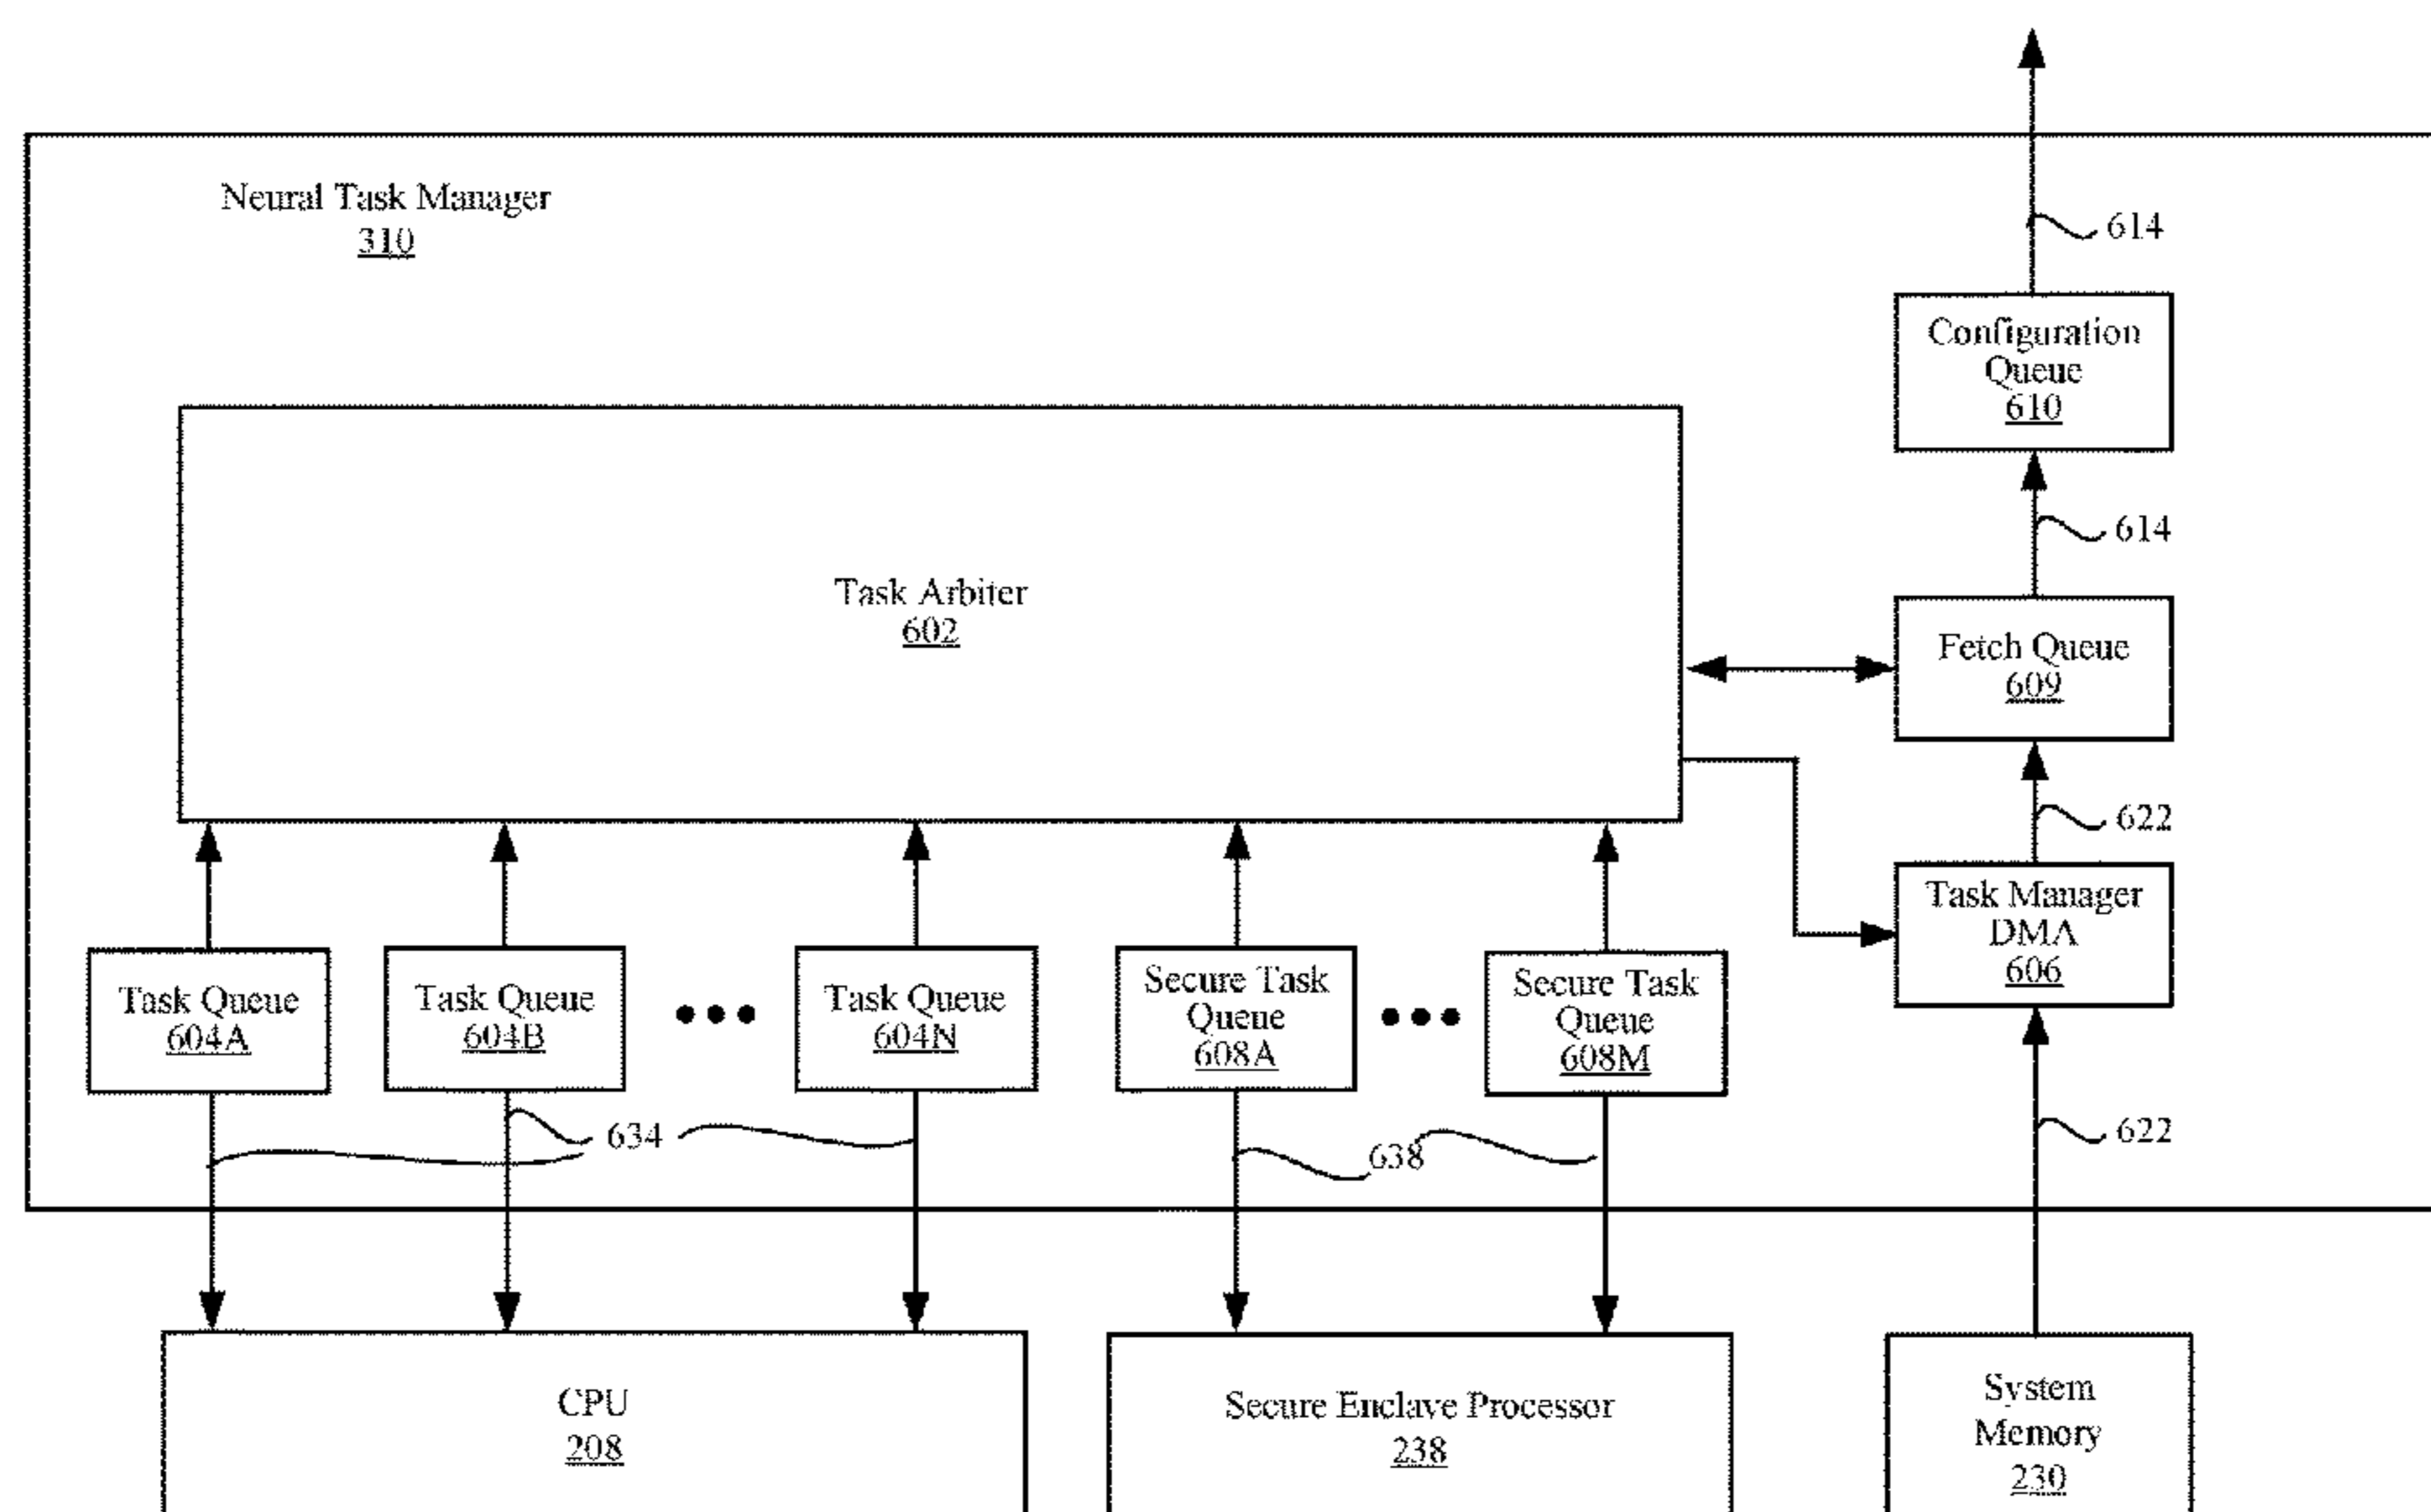 Neural Task Manager
310
614
Configuration
Queue
610
614
Task Arbiter
602
Fetch Queue
609
622
Task Manager
DMA
606
Task Queue
604A
Task Queue
604B
Task Queue
604N
Secure Task
Queue
608A
Secure Task
Queue
608M
634
638
622
CPU
208
Secure Enclave Processor
238
System
Memory
230